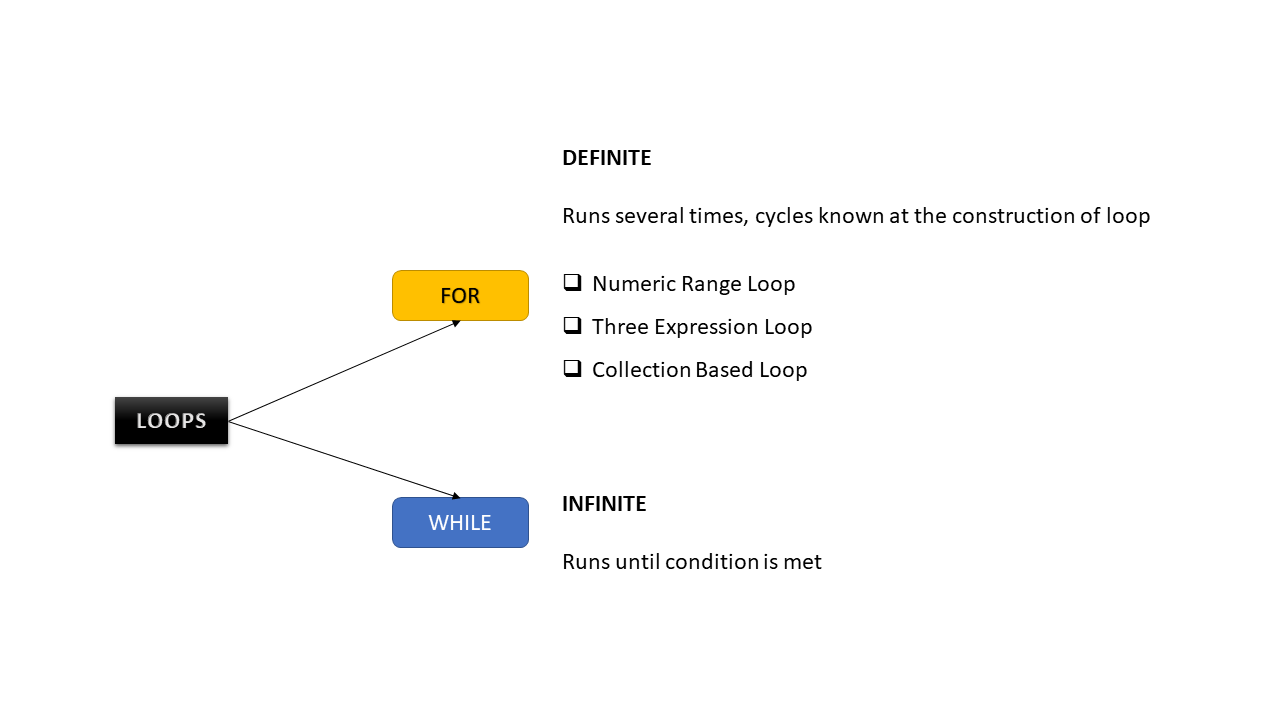 DEFINITE
Runs several times, cycles known at the construction of loop
FOR
❑ Numeric Range Loop
❑ Three Expression Loop
❑ Collection Based Loop
LOOPS
INFINITE
WHILE
Runs until condition is met